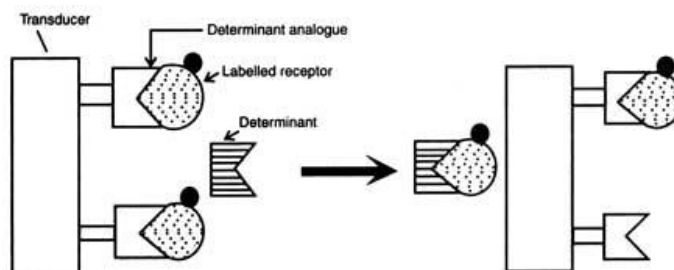 Transducer
Determinant analogue
Labelled receptor
Determinant